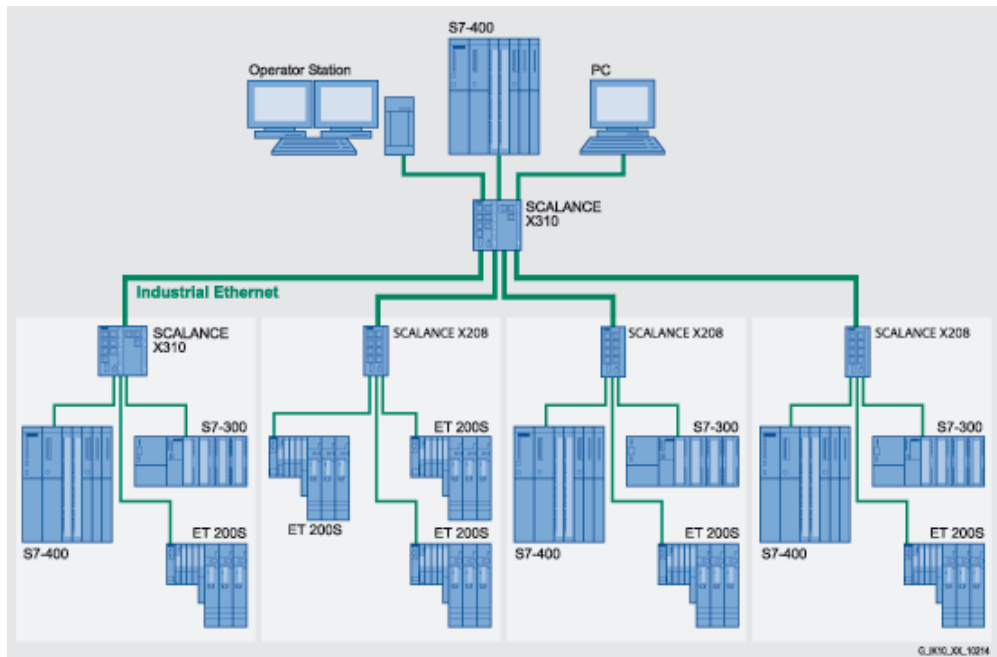 S7-400
Operator Station
PC
SCALANCE
X310
Industrial Ethernet
SCALANCE
X310
SCALANCE X208
SCALANCE X208
SCALANCE X208
S7-300
S7-400
ET 200S
ET 200S
ET 200S
ET 200S
S7-300
S7-400
ET 200S
S7-300
S7-400
ET 200S
G_IK10_XX_10214